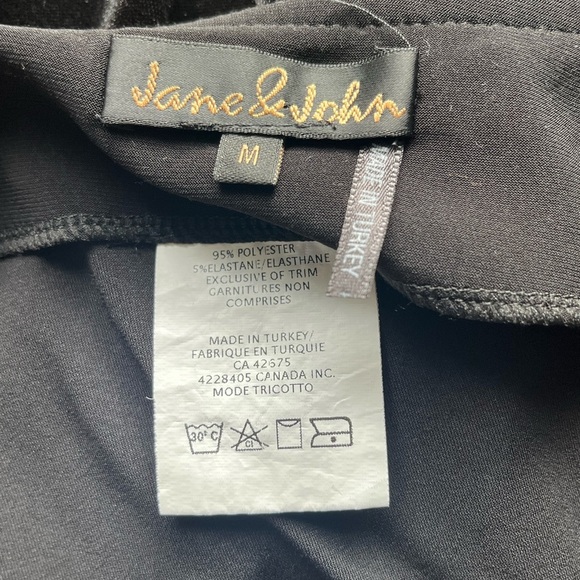 Jane & John
M
MADE IN TURKEY
95% POLYESTER
5%ELASTANE/ELASTHANE
EXCLUSIVE OF TRIM
GARNITURES NON
COMPRISES
MADE IN TURKEY/
FABRIQUE EN TURQUIE
CA 42675
4228405 CANADA INC.
MODE TRICOTTO
30° C
Cl